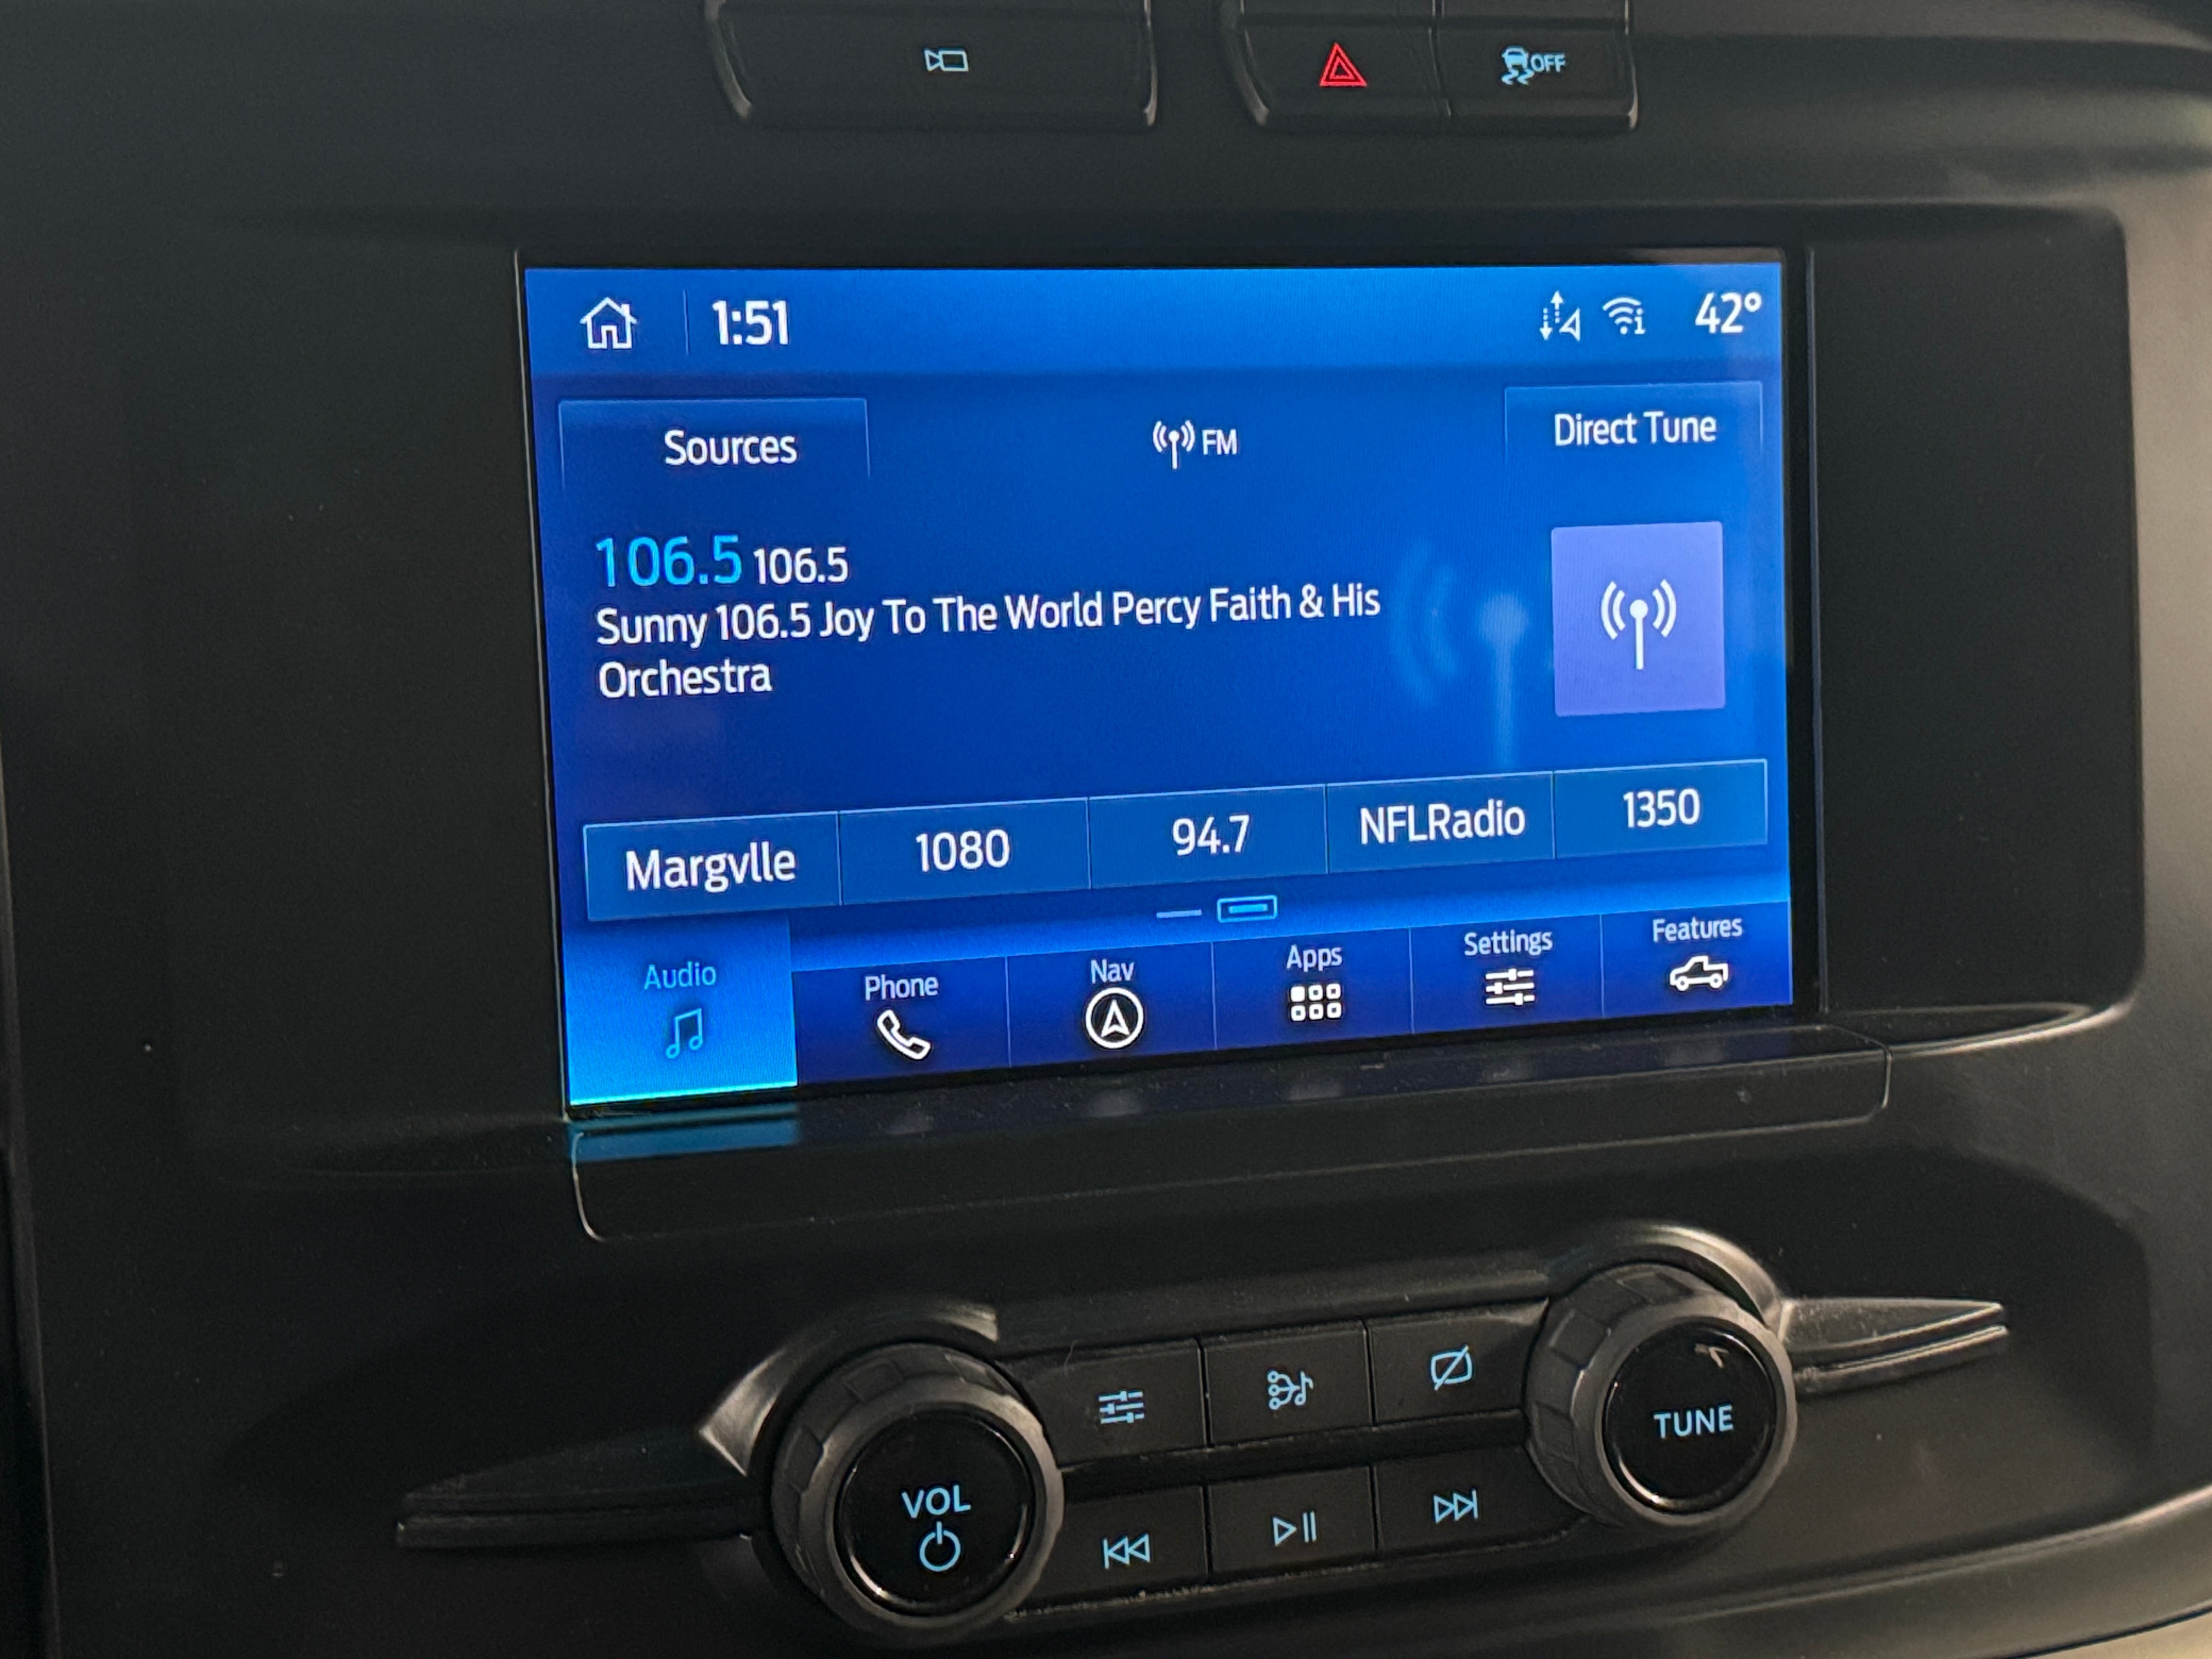 OFF
1:51
42°
Sources
FM
Direct Tune
106.5 106.5
Sunny 106.5 Joy To The World Percy Faith & His
Orchestra
Margvlle
1080
94.7
NFLRadio
1350
Audio
Phone
Nav
Apps
Settings
Features
VOL
TUNE